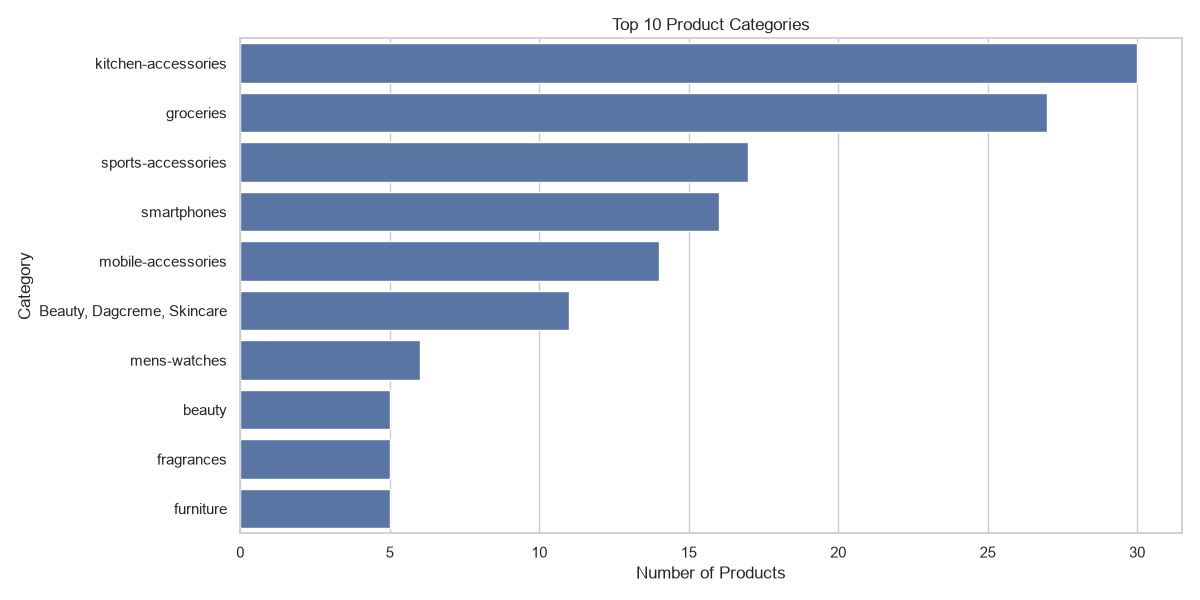 Top 10 Product Categories
kitchen-accessories
groceries
sports-accessories
smartphones
mobile-accessories
Beauty, Dagcreme, Skincare
mens-watches
beauty
fragrances
furniture
Category
0 5 10 15 20 25 30
Number of Products